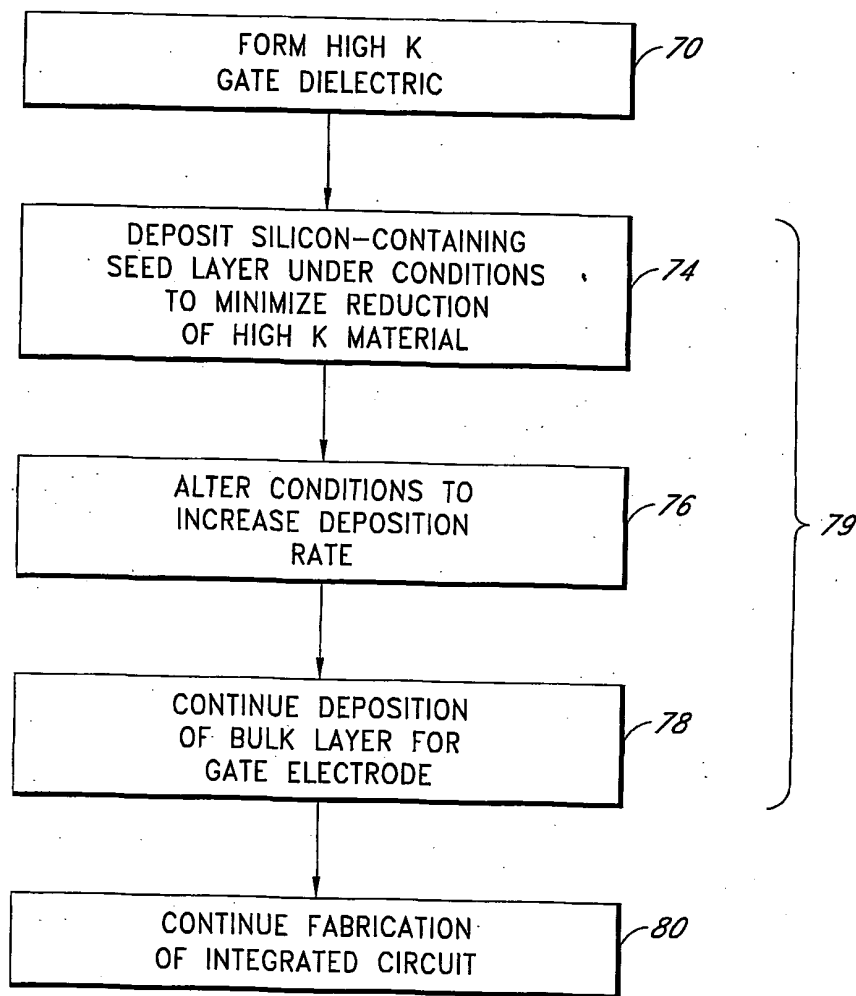 FORM HIGH K
GATE DIELECTRIC
70
DEPOSIT SILICON-CONTAINING
SEED LAYER UNDER CONDITIONS
TO MINIMIZE REDUCTION
OF HIGH K MATERIAL
74
ALTER CONDITIONS TO
INCREASE DEPOSITION
RATE
76
79
CONTINUE DEPOSITION
OF BULK LAYER FOR
GATE ELECTRODE
78
CONTINUE FABRICATION
OF INTEGRATED CIRCUIT
80